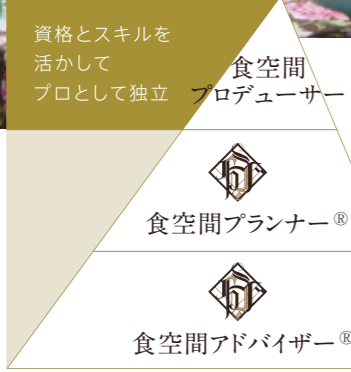 資格とスキルを
活かして
プロとして独立
食空間
プロデューサー
食空間プランナー®
食空間アドバイザー®